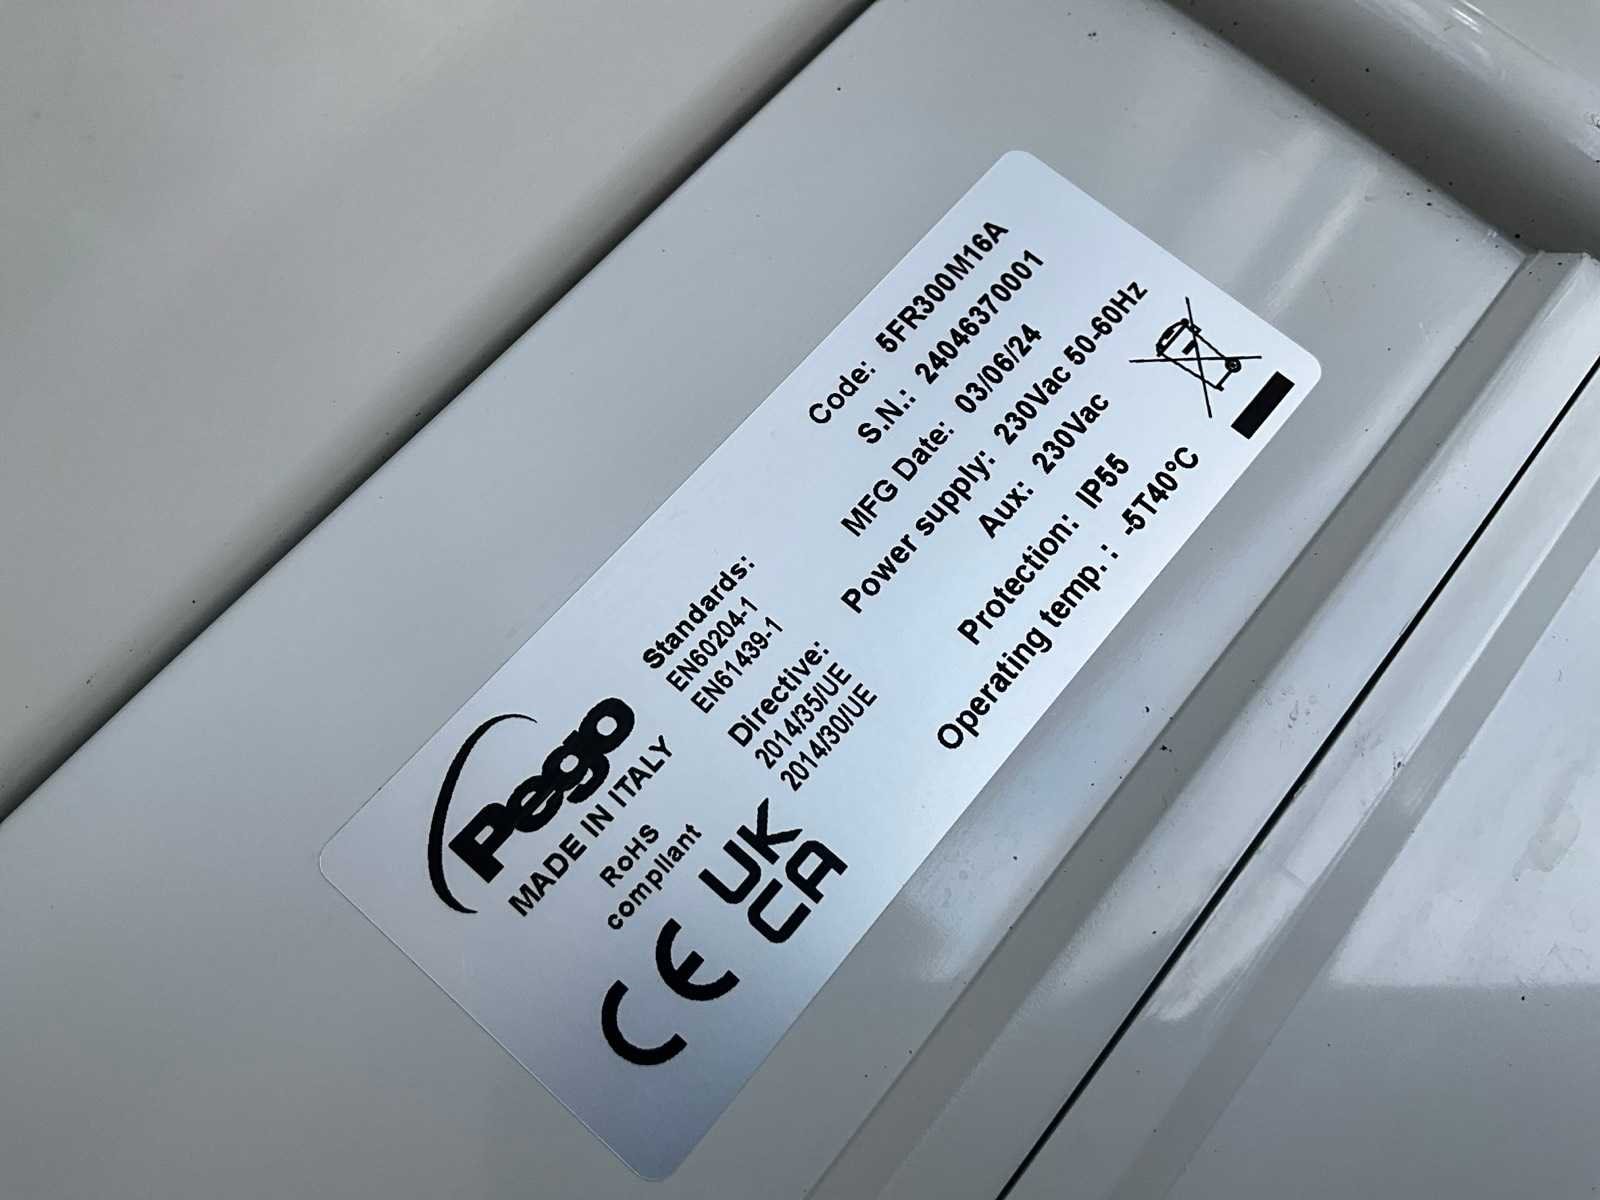 Pego
MADE IN ITALY
RoHS
compliant
CE
UK
CA
Standards:
EN60204-1
EN61439-1
Directive:
2014/35/UE
2014/30/UE
Code: 5FR300M16A
S.N.: 24046370001
MFG Date: 03/06/24
Power supply: 230Vac 50-60Hz
Aux: 230Vac
Protection: IP55
Operating temp. : -5T40°C